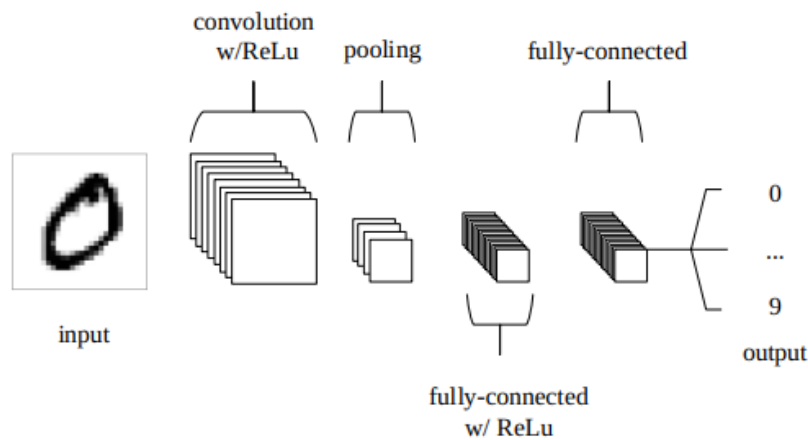 convolution
w/ReLu
pooling
fully-connected
0
...
9
input
output
fully-connected
w/ ReLu